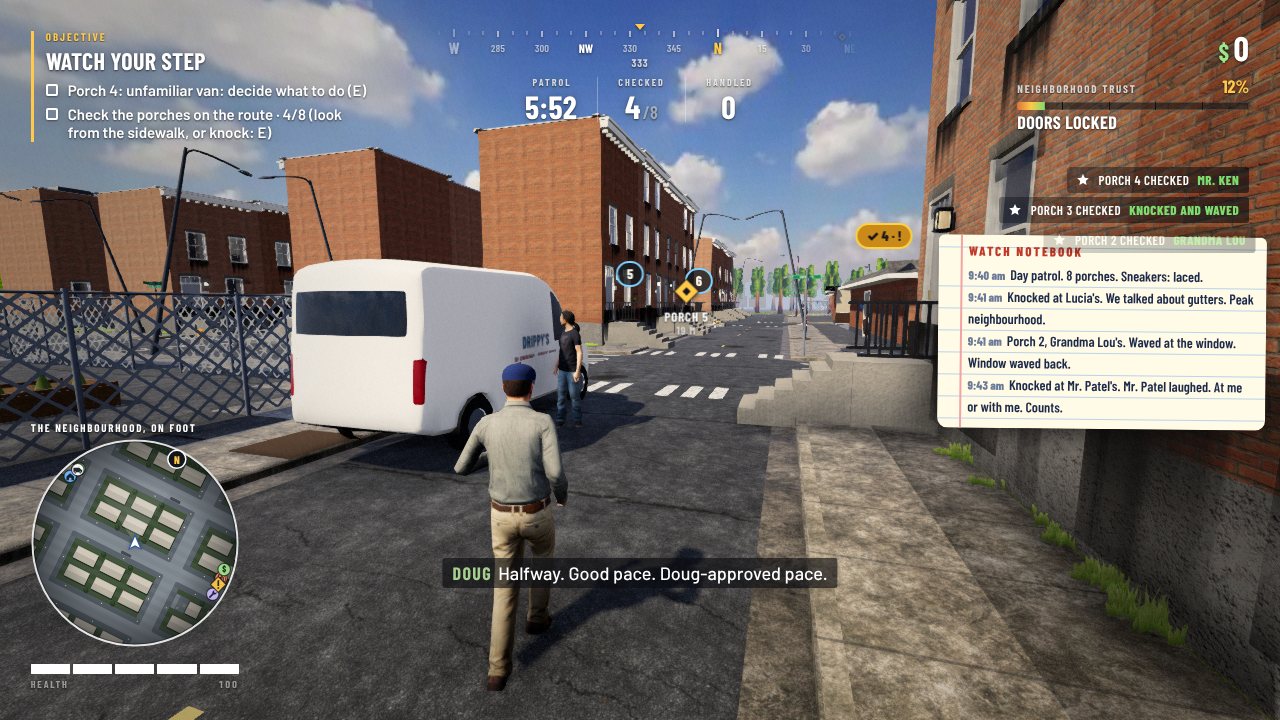 OBJECTIVE
WATCH YOUR STEP
Porch 4: unfamiliar van: decide what to do (E)
Check the porches on the route · 4/8 (look
from the sidewalk, or knock: E)
W 285 300 NW 330 345 N 15 30 NE
333
PATROL CHECKED HANDLED
5:52 4/8 0
$ 0
NEIGHBORHOOD TRUST 12%
DOORS LOCKED
PORCH 4 CHECKED MR. KEN
PORCH 3 CHECKED KNOCKED AND WAVED
PORCH 2 CHECKED GRANDMA LOU
WATCH NOTEBOOK
9:40 am Day patrol. 8 porches. Sneakers: laced.
9:41 am Knocked at Lucia's. We talked about gutters. Peak
neighbourhood.
9:41 am Porch 2, Grandma Lou's. Waved at the window.
Window waved back.
9:43 am Knocked at Mr. Patel's. Mr. Patel laughed. At me
or with me. Counts.
✓4·!
5
6
PORCH 5
DRIPPY'S
THE NEIGHBOURHOOD, ON FOOT
N
$
DOUG Halfway. Good pace. Doug-approved pace.
HEALTH 100